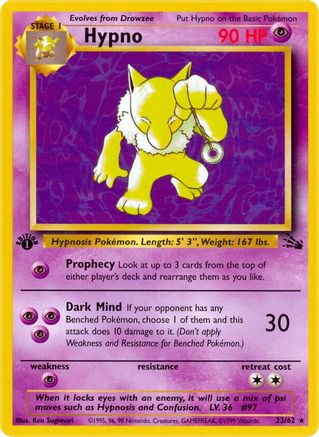 STAGE 1
Evolves from Drowzee
Put Hypno on the Basic Pokémon
Hypno
90 HP
EDITION
1
Hypnosis Pokémon. Length: 5' 3", Weight: 167 lbs.
Prophecy Look at up to 3 cards from the top of
either player's deck and rearrange them as you like.
Dark Mind If your opponent has any
Benched Pokémon, choose 1 of them and this
attack does 10 damage to it. (Don't apply
Weakness and Resistance for Benched Pokémon.)
30
weakness
resistance
retreat cost
When it locks eyes with an enemy, it will use a mix of psi
moves such as Hypnosis and Confusion. LV. 36 #97
Illus. Ken Sugimori
©1995, 96, 98 Nintendo, Creatures, GAMEFREAK. ©1999 Wizards.
23/62 ★